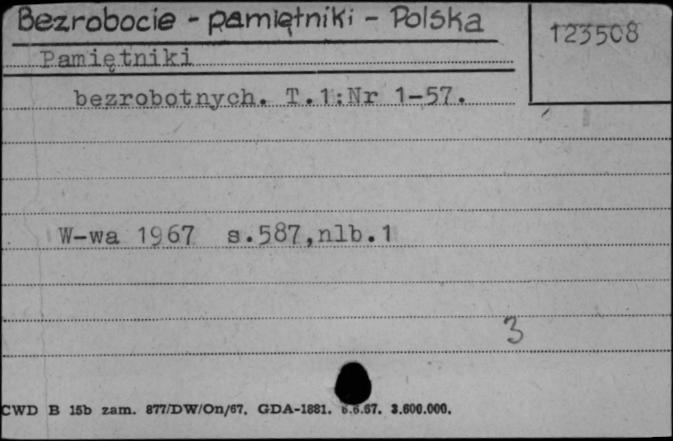 Bezrobocie - pamiętniki - Polska
123508
Pamiętniki
bezrobotnych. T.1:Nr 1-57.
W-wa 1967 s.587,nlb.1
3
CWD B 15b zam. 877/DW/On/67. GDA-1881. 6.6.67. 3.600.000.